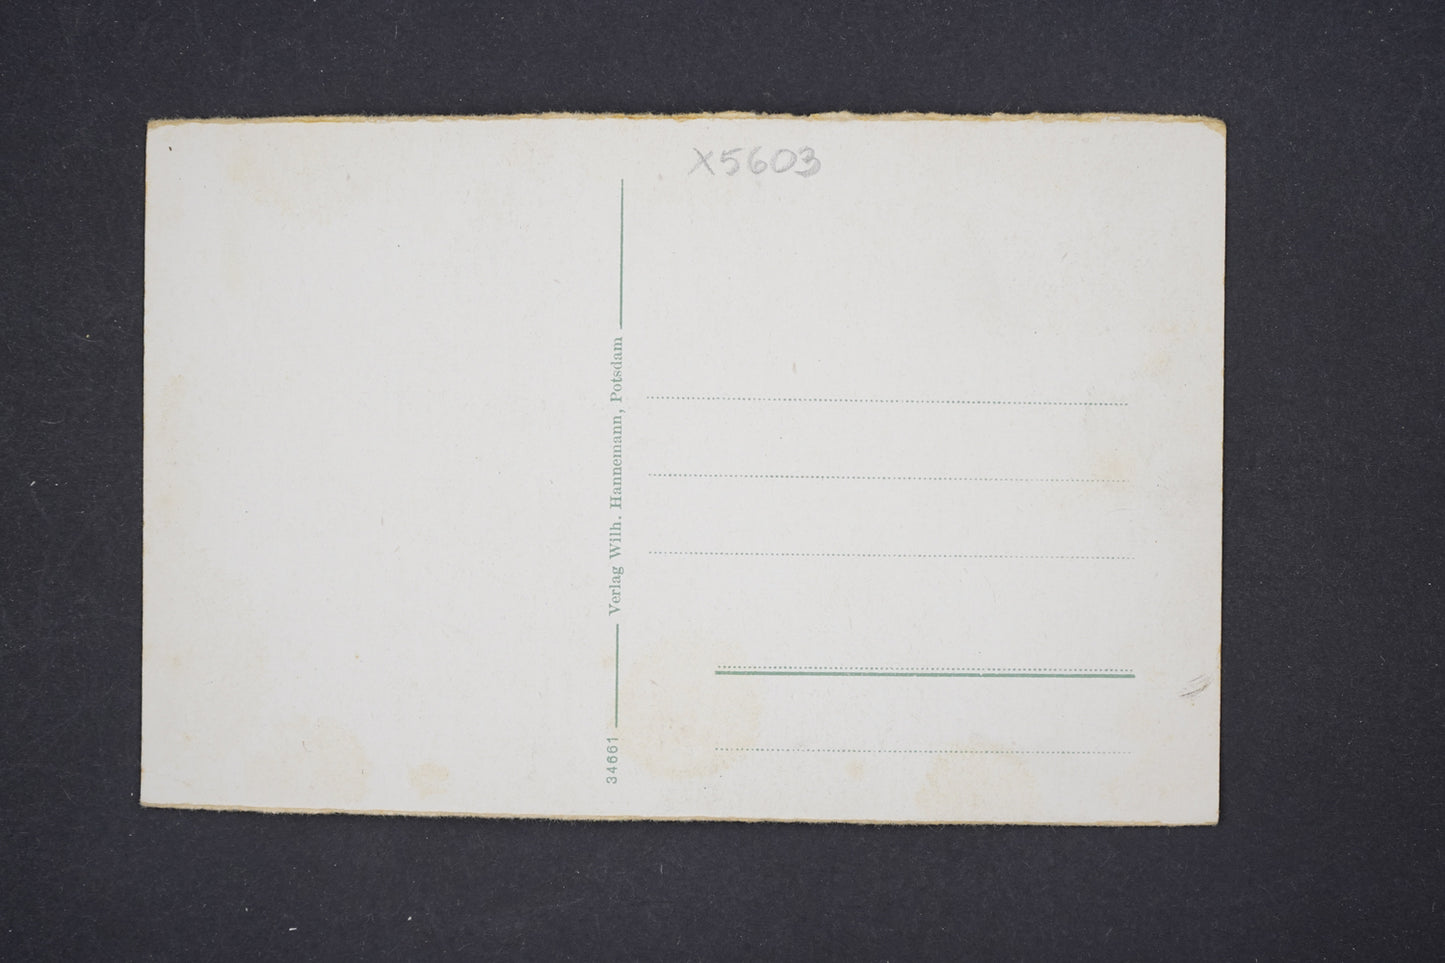 X5603
Verlag Wilh. Hannemann, Potsdam
34661